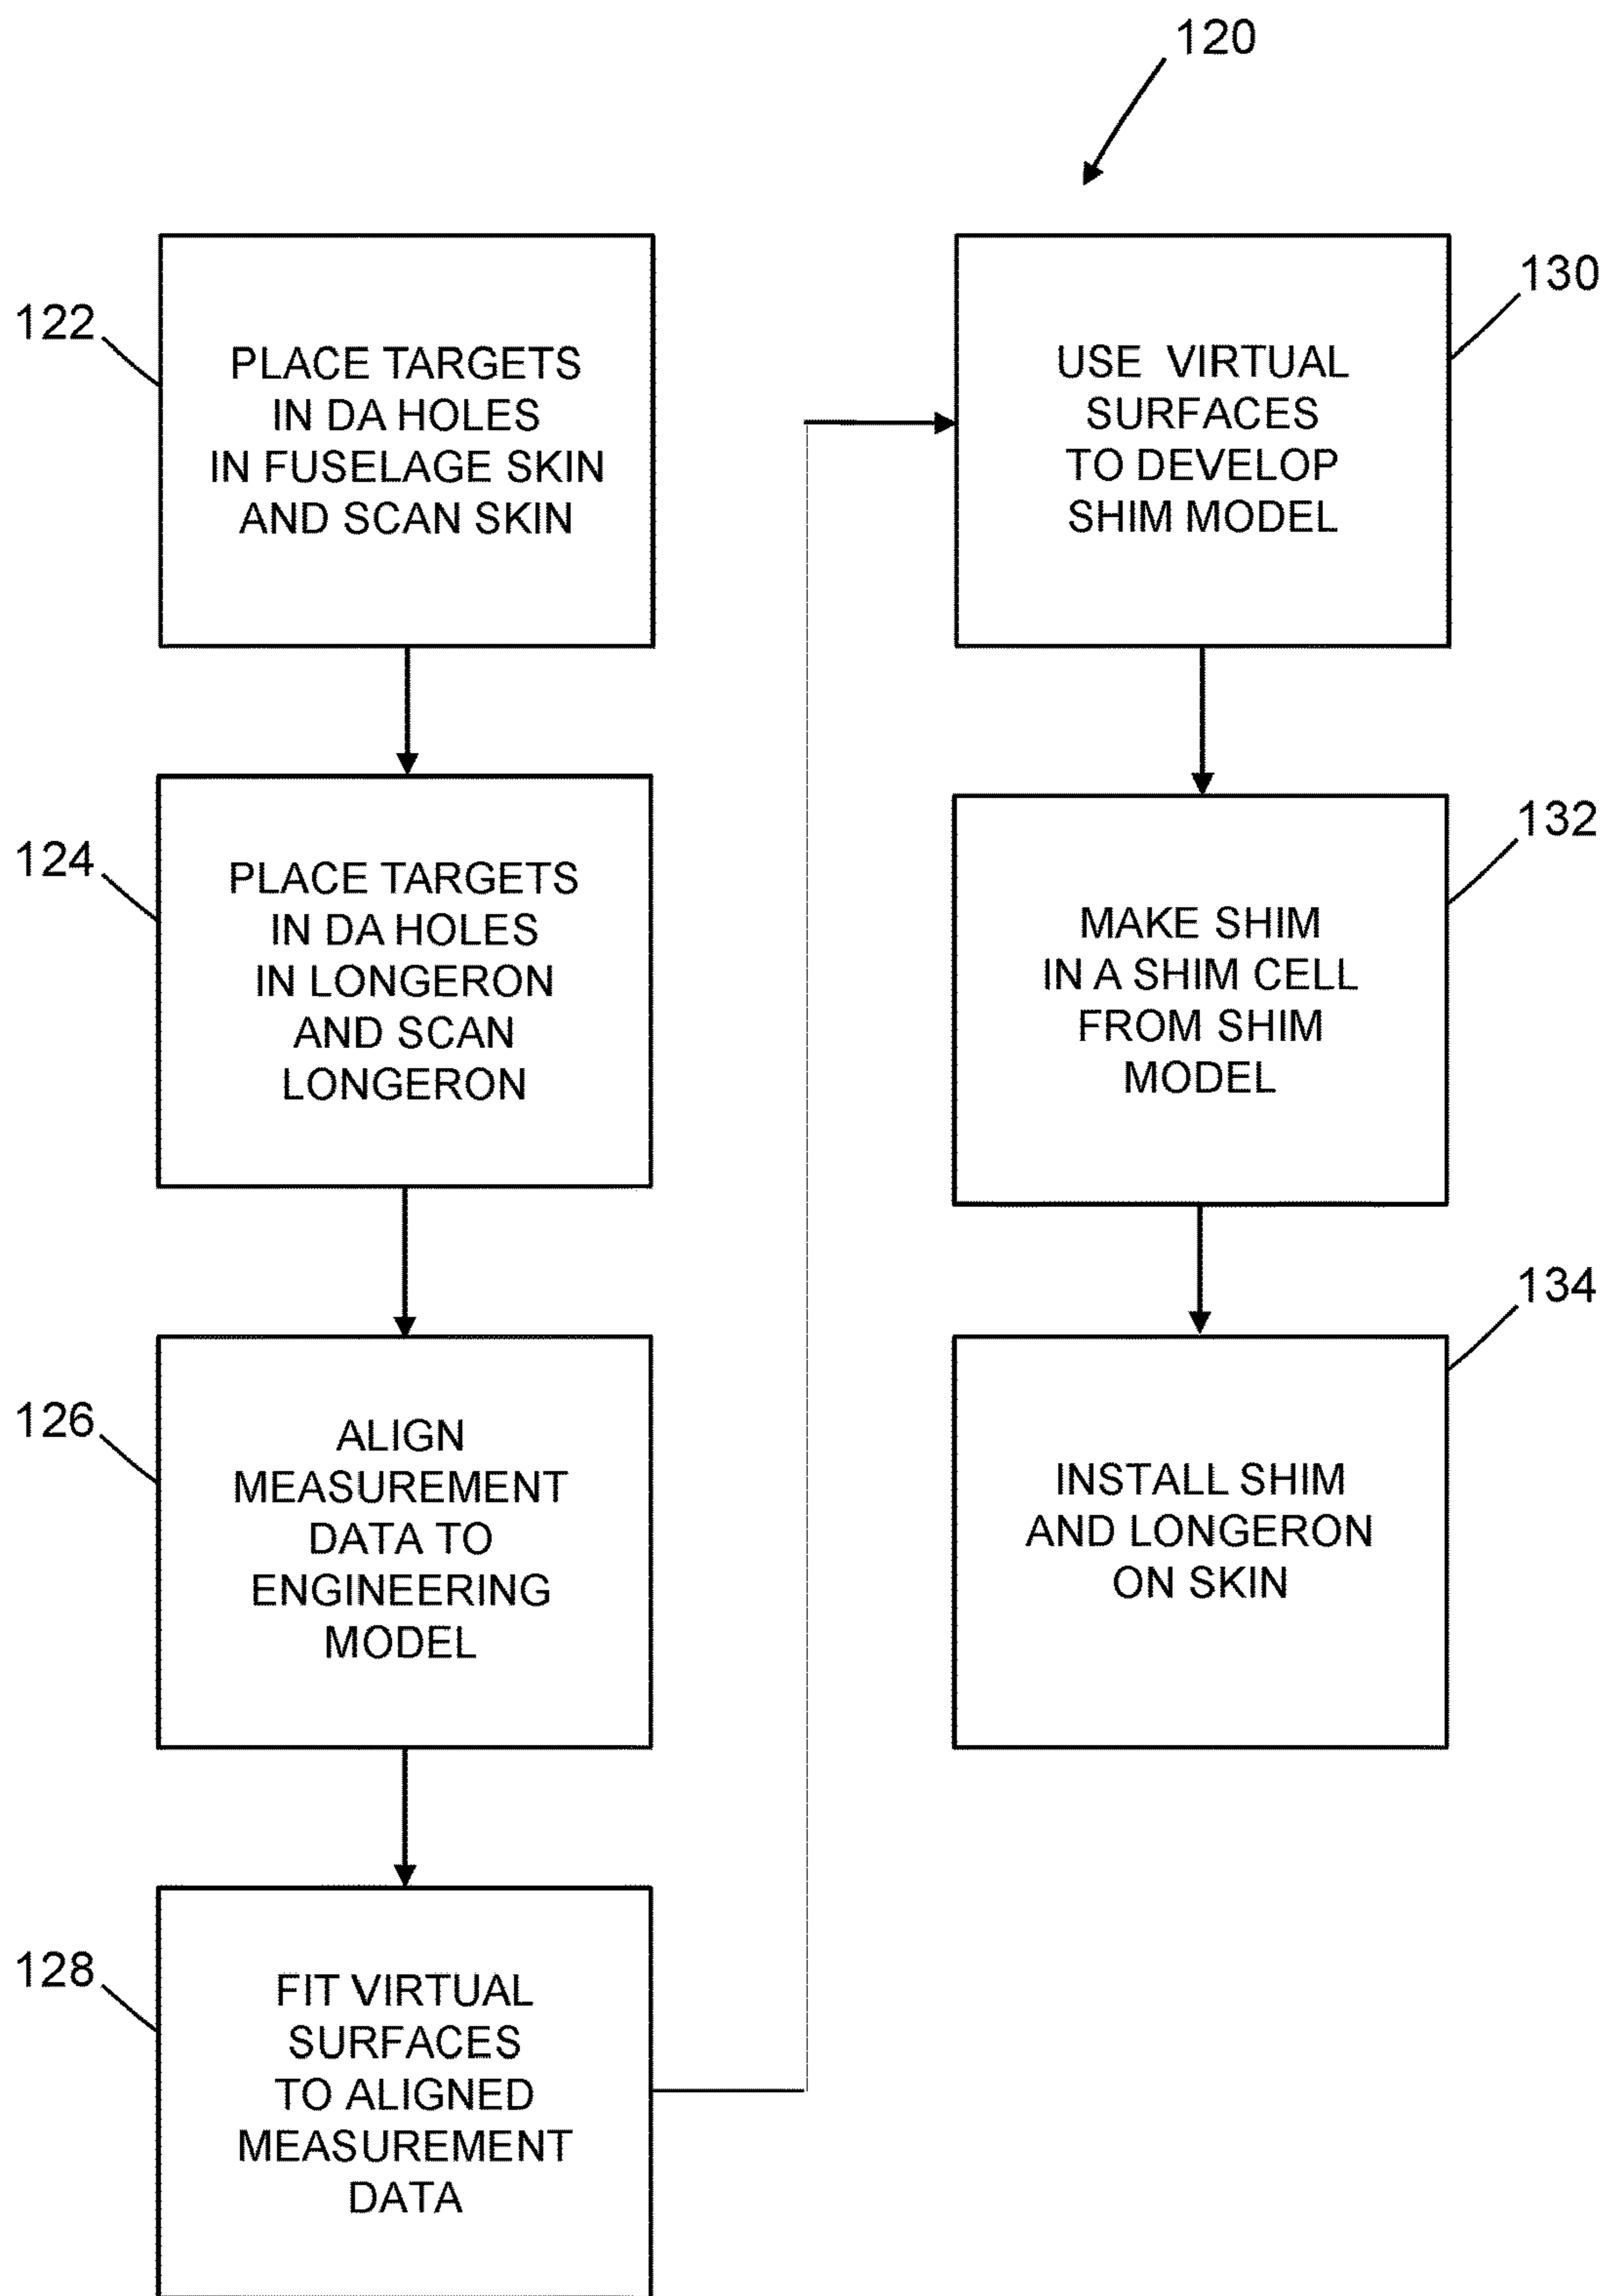 120
122
PLACE TARGETS
IN DA HOLES
IN FUSELAGE SKIN
AND SCAN SKIN
124
PLACE TARGETS
IN DA HOLES
IN LONGERON
AND SCAN
LONGERON
126
ALIGN
MEASUREMENT
DATA TO
ENGINEERING
MODEL
128
FIT VIRTUAL
SURFACES
TO ALIGNED
MEASUREMENT
DATA
130
USE VIRTUAL
SURFACES
TO DEVELOP
SHIM MODEL
132
MAKE SHIM
IN A SHIM CELL
FROM SHIM
MODEL
134
INSTALL SHIM
AND LONGERON
ON SKIN